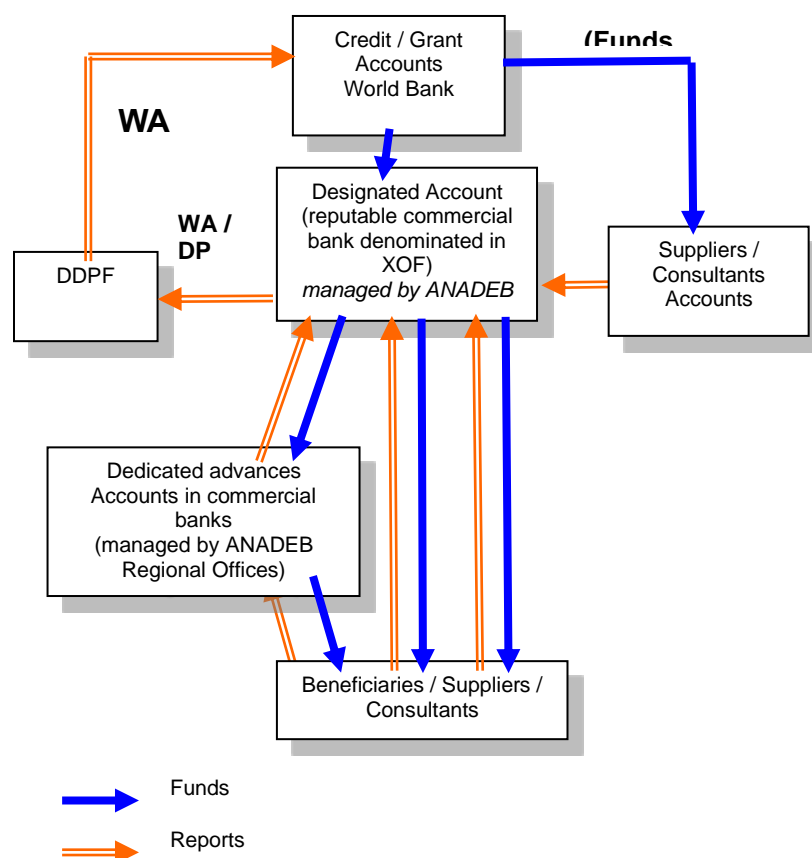 Credit / Grant
Accounts
World Bank
(Funds
WA
Designated Account
(reputable commercial
bank denominated in
XOF)
managed by ANADEB
WA /
DP
DDPF
Suppliers /
Consultants
Accounts
Dedicated advances
Accounts in commercial
banks
(managed by ANADEB
Regional Offices)
Beneficiaries / Suppliers /
Consultants
Funds
Reports